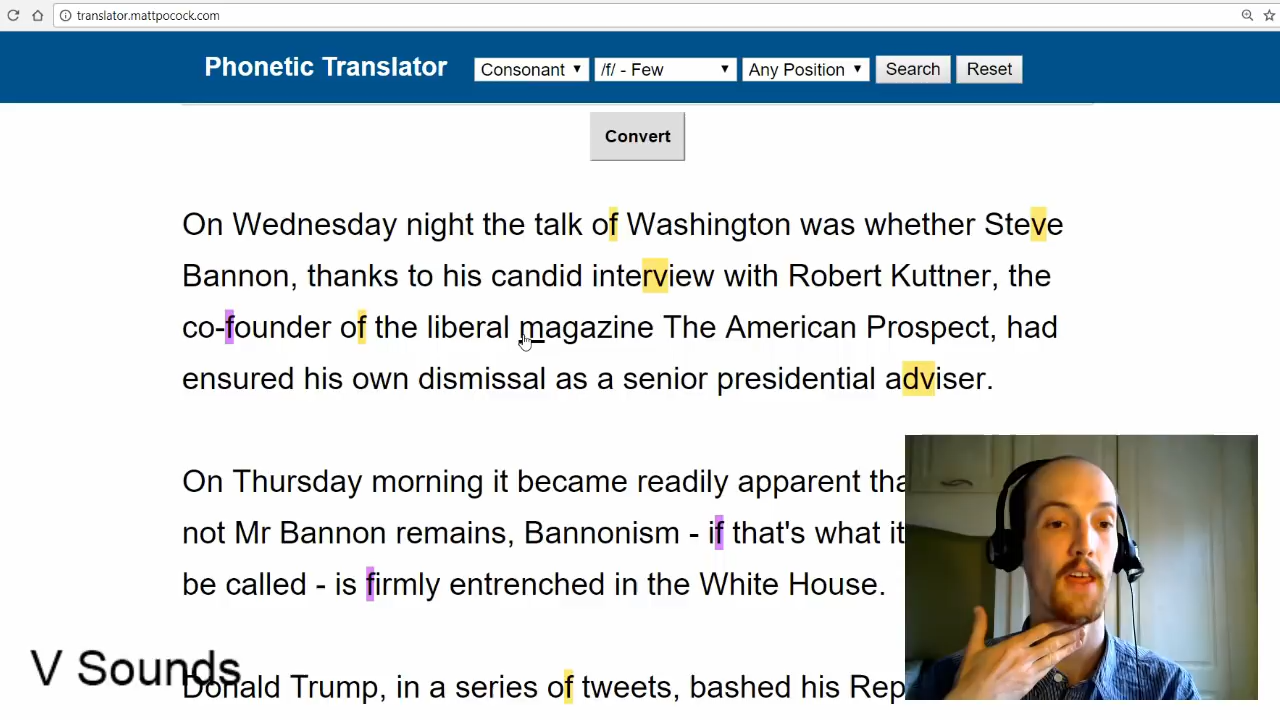 translator.mattpocock.com
Phonetic Translator Consonant /f/ - Few Any Position Search Reset
Convert
On Wednesday night the talk of Washington was whether Steve
Bannon, thanks to his candid interview with Robert Kuttner, the
co-founder of the liberal magazine The American Prospect, had
ensured his own dismissal as a senior presidential adviser.
On Thursday morning it became readily apparent tha
not Mr Bannon remains, Bannonism - if that's what it
be called - is firmly entrenched in the White House.
V Sounds
Donald Trump, in a series of tweets, bashed his Rep